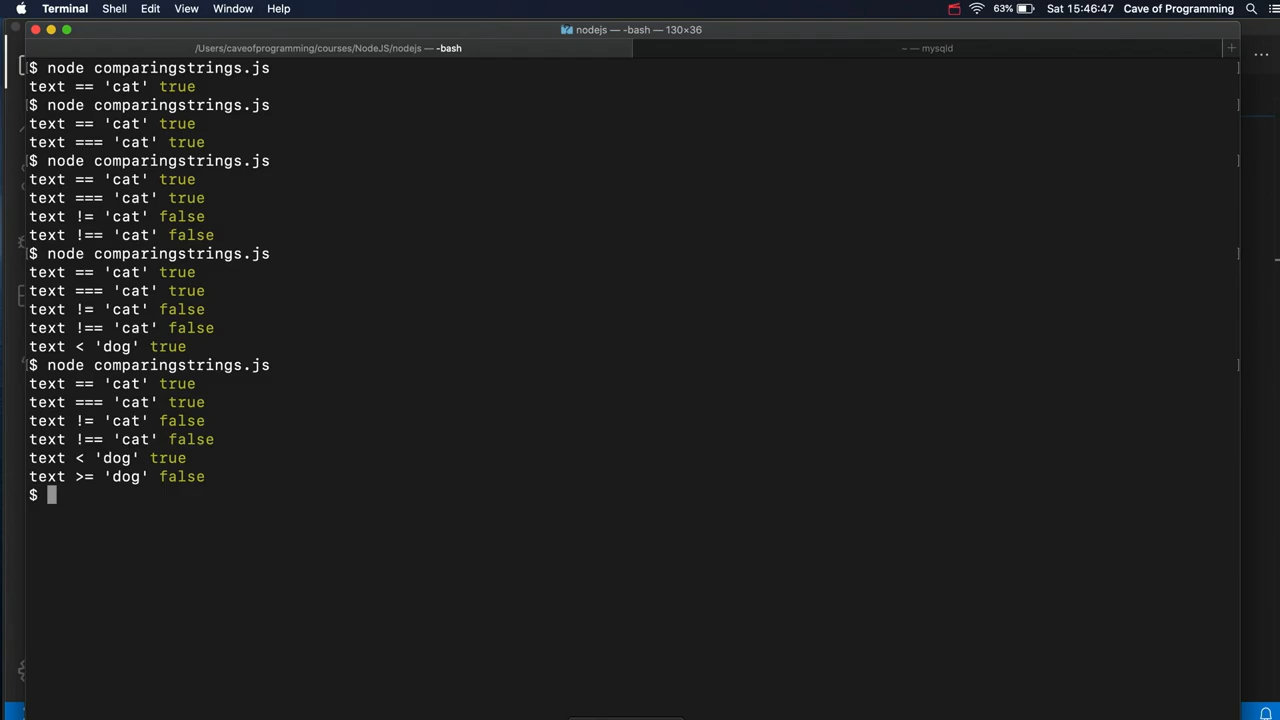 Terminal Shell Edit View Window Help 63% Sat 15:46:47 Cave of Programming
nodejs — -bash — 130×36
/Users/caveofprogramming/courses/NodeJS/nodejs — -bash
~ — mysqld
$ node comparingstrings.js
text == 'cat' true
$ node comparingstrings.js
text == 'cat' true
text === 'cat' true
$ node comparingstrings.js
text == 'cat' true
text === 'cat' true
text != 'cat' false
text !== 'cat' false
$ node comparingstrings.js
text == 'cat' true
text === 'cat' true
text != 'cat' false
text !== 'cat' false
text < 'dog' true
$ node comparingstrings.js
text == 'cat' true
text === 'cat' true
text != 'cat' false
text !== 'cat' false
text < 'dog' true
text >= 'dog' false
$